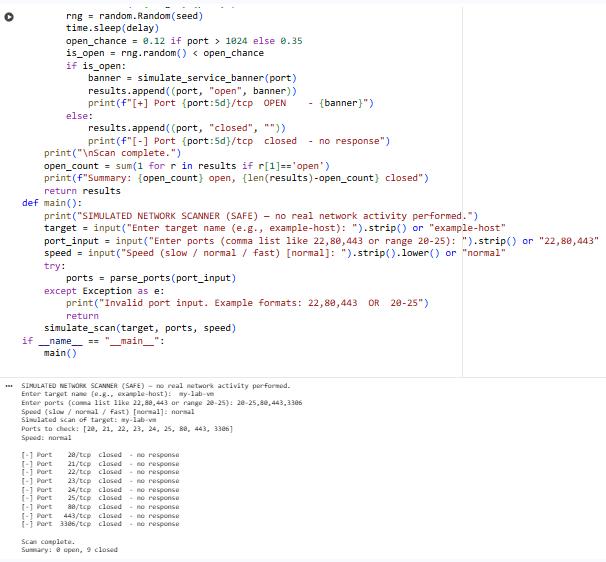 rng = random.Random(seed)
        time.sleep(delay)
        open_chance = 0.12 if port > 1024 else 0.35
        is_open = rng.random() < open_chance
        if is_open:
            banner = simulate_service_banner(port)
            results.append((port, "open", banner))
            print(f"[+] Port {port:5d}/tcp  OPEN    - {banner}")
        else:
            results.append((port, "closed", ""))
            print(f"[-] Port {port:5d}/tcp  closed  - no response")
    print("\nScan complete.")
    open_count = sum(1 for r in results if r[1]=='open')
    print(f"Summary: {open_count} open, {len(results)-open_count} closed")
    return results
def main():
    print("SIMULATED NETWORK SCANNER (SAFE) — no real network activity performed.")
    target = input("Enter target name (e.g., example-host): ").strip() or "example-host"
    port_input = input("Enter ports (comma list like 22,80,443 or range 20-25): ").strip() or "22,80,443"
    speed = input("Speed (slow / normal / fast) [normal]: ").strip().lower() or "normal"
    try:
        ports = parse_ports(port_input)
    except Exception as e:
        print("Invalid port input. Example formats: 22,80,443  OR  20-25")
        return
    simulate_scan(target, ports, speed)
if __name__ == "__main__":
    main()
SIMULATED NETWORK SCANNER (SAFE) — no real network activity performed.
Enter target name (e.g., example-host):  my-lab-vm
Enter ports (comma list like 22,80,443 or range 20-25): 20-25,80,443,3306
Speed (slow / normal / fast) [normal]: normal
Simulated scan of target: my-lab-vm
Ports to check: [20, 21, 22, 23, 24, 25, 80, 443, 3306]
Speed: normal
[-] Port    20/tcp  closed  - no response
[-] Port    21/tcp  closed  - no response
[-] Port    22/tcp  closed  - no response
[-] Port    23/tcp  closed  - no response
[-] Port    24/tcp  closed  - no response
[-] Port    25/tcp  closed  - no response
[-] Port    80/tcp  closed  - no response
[-] Port   443/tcp  closed  - no response
[-] Port  3306/tcp  closed  - no response
Scan complete.
Summary: 0 open, 9 closed